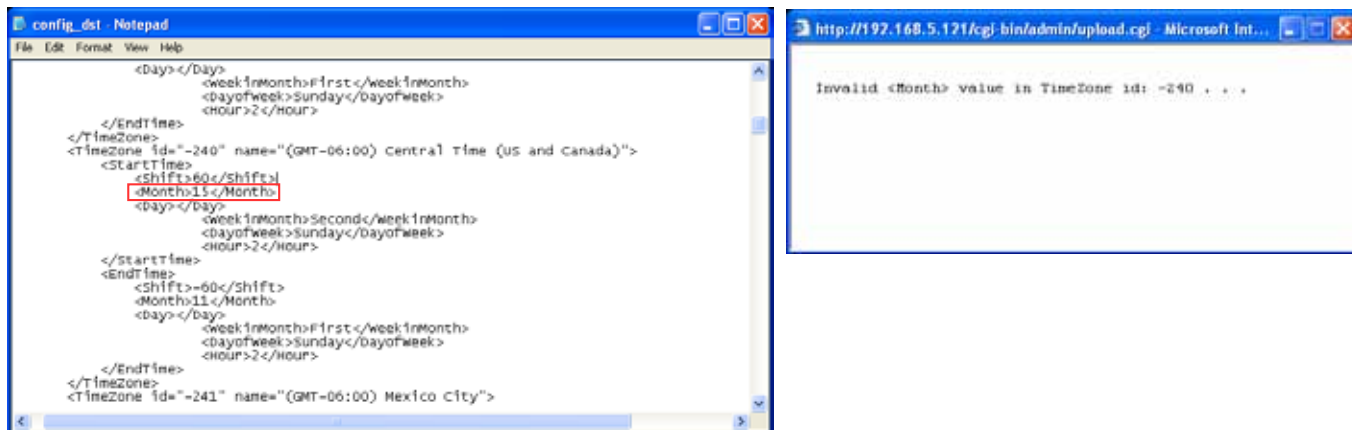 config_dst - Notepad
File Edit Format View Help
<Day></Day>
<WeekInMonth>First</WeekInMonth>
<DayofWeek>Sunday</DayofWeek>
<Hour>2</Hour>
</EndTime>
</TimeZone>
<TimeZone id="-240" name="(GMT-06:00) Central Time (US and Canada)">
<StartTime>
<Shift>60</Shift>
<Month>15</Month>
<Day></Day>
<WeekInMonth>Second</WeekInMonth>
<DayofWeek>Sunday</DayofWeek>
<Hour>2</Hour>
</StartTime>
<EndTime>
<Shift>-60</Shift>
<Month>11</Month>
<Day></Day>
<WeekInMonth>First</WeekInMonth>
<DayofWeek>Sunday</DayofWeek>
<Hour>2</Hour>
</EndTime>
</TimeZone>
<TimeZone id="-241" name="(GMT-06:00) Mexico City">
http://192.168.5.121/cgi-bin/admin/upload.cgi - Microsoft Int...
Invalid <Month> value in TimeZone id: -240 . . .